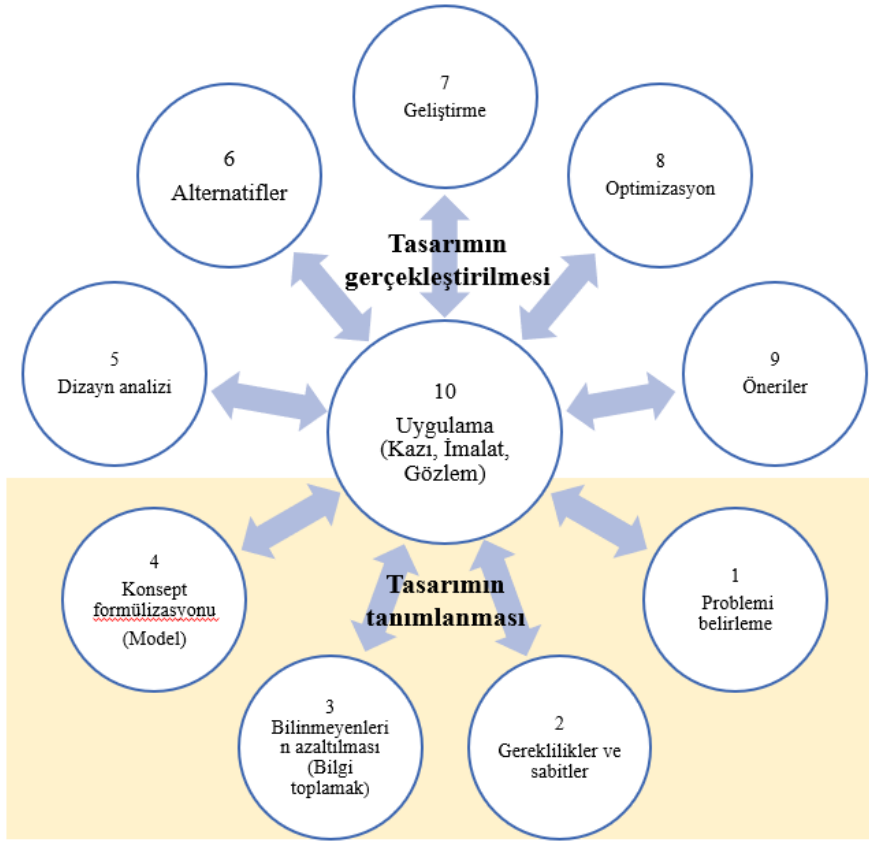 7
Geliştirme
6
Alternatifler
8
Optimizasyon
Tasarımın
gerçekleştirilmesi
5
Dizayn analizi
9
Öneriler
10
Uygulama
(Kazı, İmalat,
Gözlem)
4
Konsept
formülizasyonu
(Model)
Tasarımın
tanımlanması
1
Problemi
belirleme
3
Bilinmeyenleri
n azaltılması
(Bilgi
toplamak)
2
Gereklilikler ve
sabitler